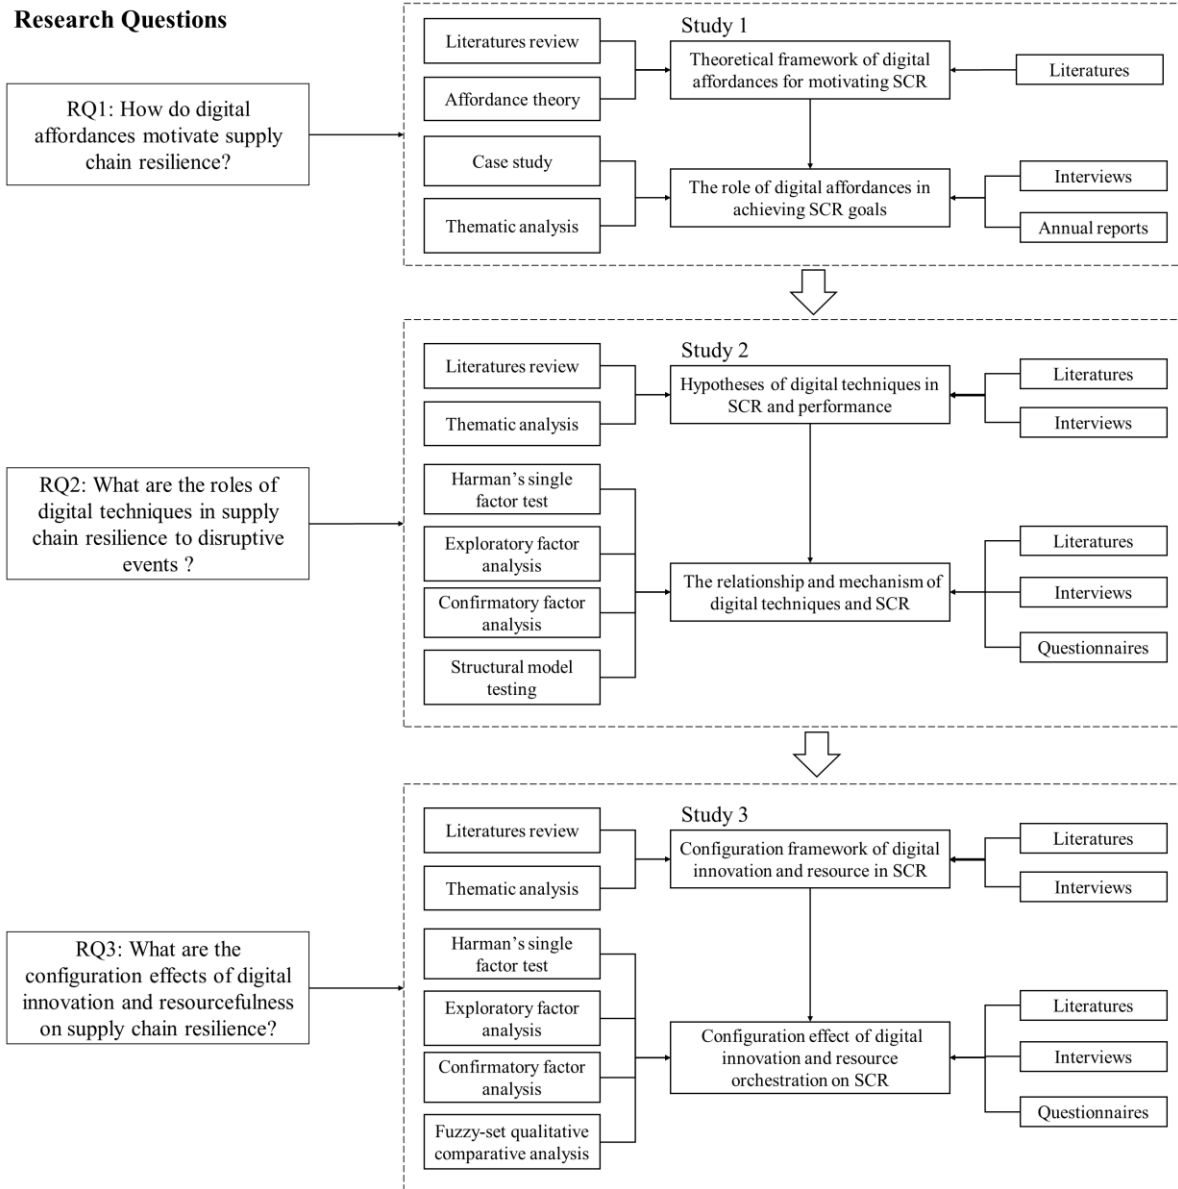 Research Questions
RQ1: How do digital
affordances motivate supply
chain resilience?
Study 1
Literatures review
Affordance theory
Theoretical framework of digital
affordances for motivating SCR
Literatures
Case study
Thematic analysis
The role of digital affordances in
achieving SCR goals
Interviews
Annual reports
RQ2: What are the roles of
digital techniques in supply
chain resilience to disruptive
events ?
Study 2
Literatures review
Thematic analysis
Hypotheses of digital techniques in
SCR and performance
Literatures
Interviews
Harman's single
factor test
Exploratory factor
analysis
Confirmatory factor
analysis
Structural model
testing
The relationship and mechanism of
digital techniques and SCR
Literatures
Interviews
Questionnaires
RQ3: What are the
configuration effects of digital
innovation and resourcefulness
on supply chain resilience?
Study 3
Literatures review
Thematic analysis
Configuration framework of digital
innovation and resource in SCR
Literatures
Interviews
Harman's single
factor test
Exploratory factor
analysis
Confirmatory factor
analysis
Fuzzy-set qualitative
comparative analysis
Configuration effect of digital
innovation and resource
orchestration on SCR
Literatures
Interviews
Questionnaires